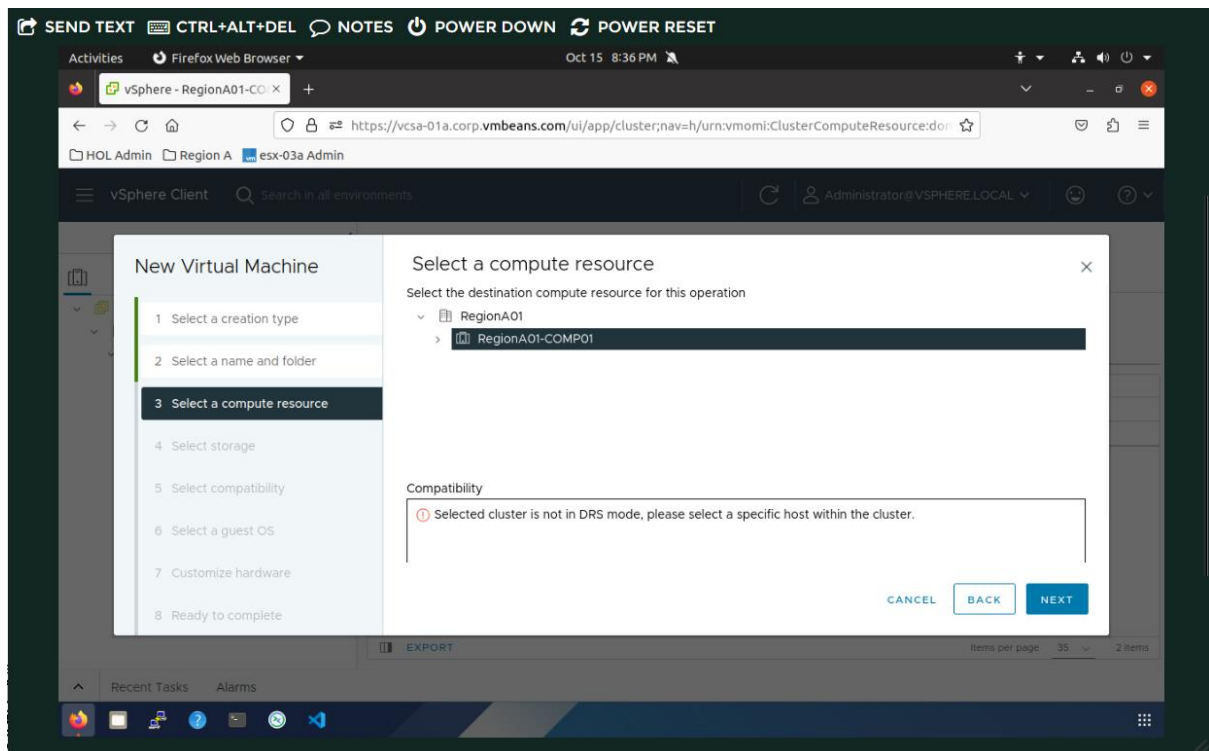 SEND TEXT CTRL+ALT+DEL NOTES POWER DOWN POWER RESET
Activities Firefox Web Browser Oct 15 8:36 PM
vSphere - RegionA01-CO
https://vcsa-01a.corp.vmbeans.com/ui/app/cluster;nav=h/urn:vmomi:ClusterComputeResource:dom
HOL Admin Region A esx-03a Admin
vSphere Client Search in all environments Administrator@VSPHERE.LOCAL
New Virtual Machine
1 Select a creation type
2 Select a name and folder
3 Select a compute resource
4 Select storage
5 Select compatibility
6 Select a guest OS
7 Customize hardware
8 Ready to complete
Select a compute resource
Select the destination compute resource for this operation
RegionA01
RegionA01-COMP01
Compatibility
Selected cluster is not in DRS mode, please select a specific host within the cluster.
CANCEL BACK NEXT
EXPORT Items per page 35 2 items
Recent Tasks Alarms